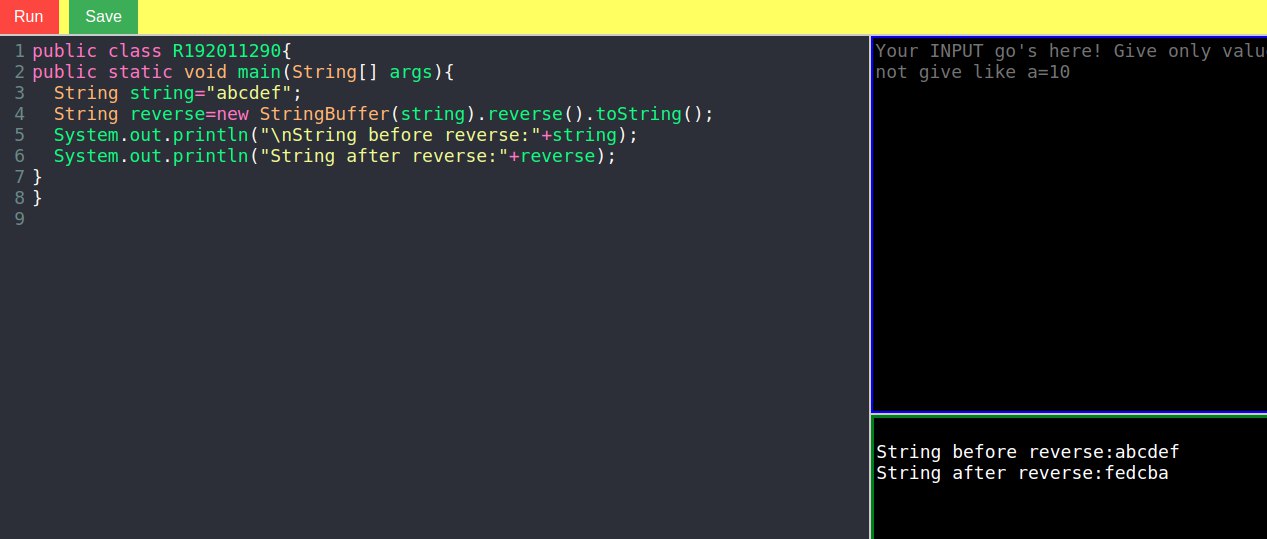 Run Save
1 public class R192011290{
2 public static void main(String[] args){
3   String string="abcdef";
4   String reverse=new StringBuffer(string).reverse().toString();
5   System.out.println("\nString before reverse:"+string);
6   System.out.println("String after reverse:"+reverse);
7 }
8 }
9
Your INPUT go's here! Give only
not give like a=10
String before reverse:abcdef
String after reverse:fedcba